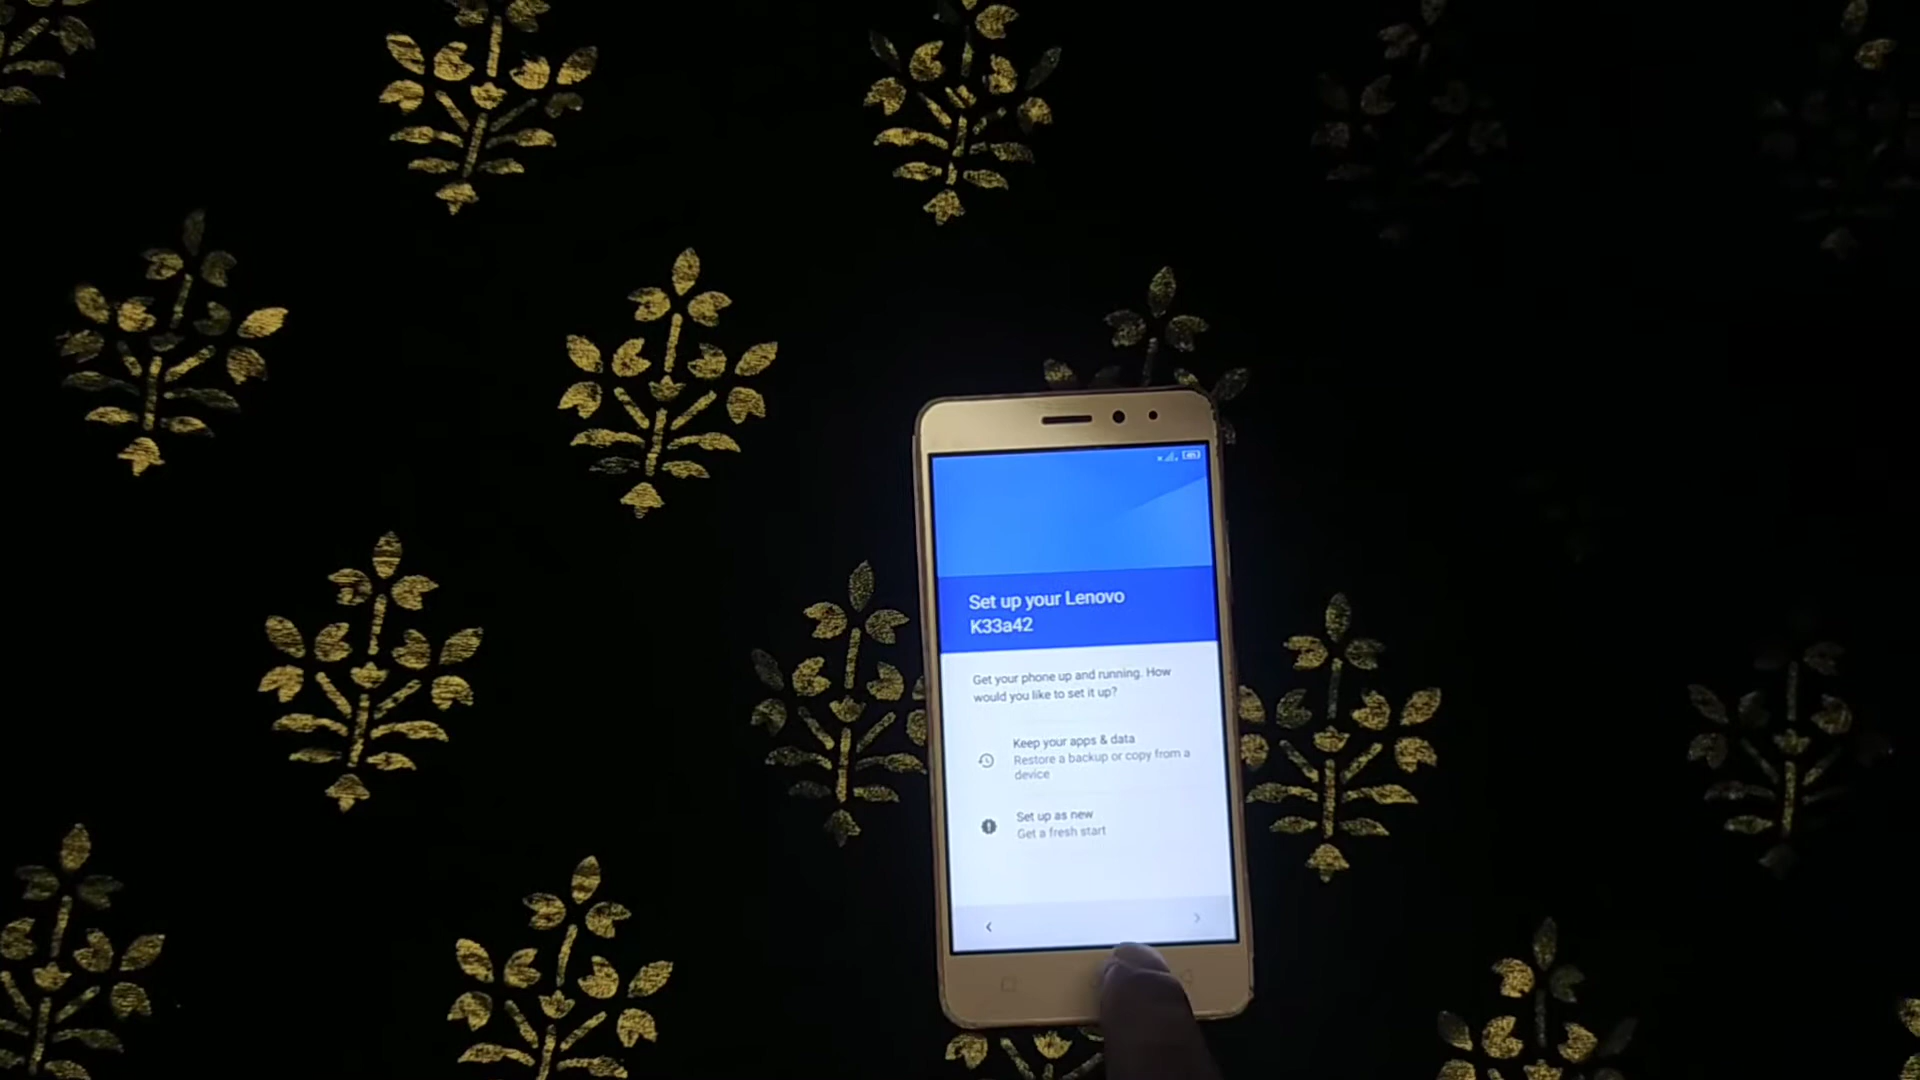 Set up your Lenovo
K33a42
Get your phone up and running. How
would you like to set it up?
Keep your apps & data
Restore a backup or copy from a
device
Set up as new
Get a fresh start